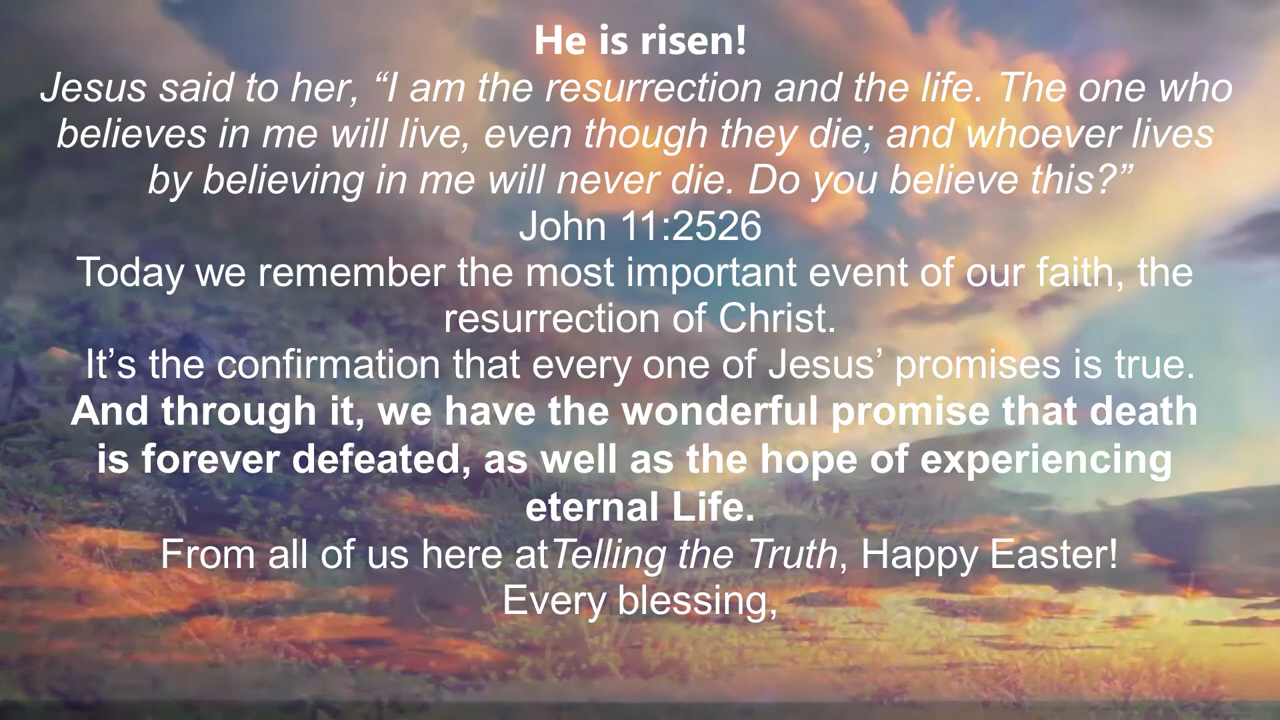 He is risen!
Jesus said to her, “I am the resurrection and the life. The one who
believes in me will live, even though they die; and whoever lives
by believing in me will never die. Do you believe this?”
John 11:2526
Today we remember the most important event of our faith, the
resurrection of Christ.
It’s the confirmation that every one of Jesus’ promises is true.
And through it, we have the wonderful promise that death
is forever defeated, as well as the hope of experiencing
eternal Life.
From all of us here atTelling the Truth, Happy Easter!
Every blessing,